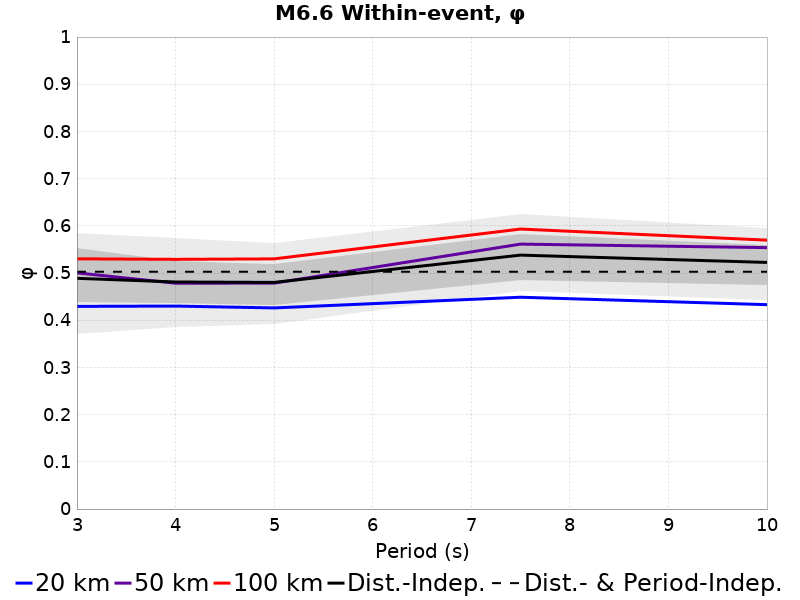 M6.6 Within-event, φ
1
0.9
0.8
0.7
0.6
0.5
0.4
0.3
0.2
0.1
0
φ
3 4 5 6 7 8 9 10
Period (s)
20 km 50 km 100 km Dist.-Indep. Dist.- & Period-Indep.